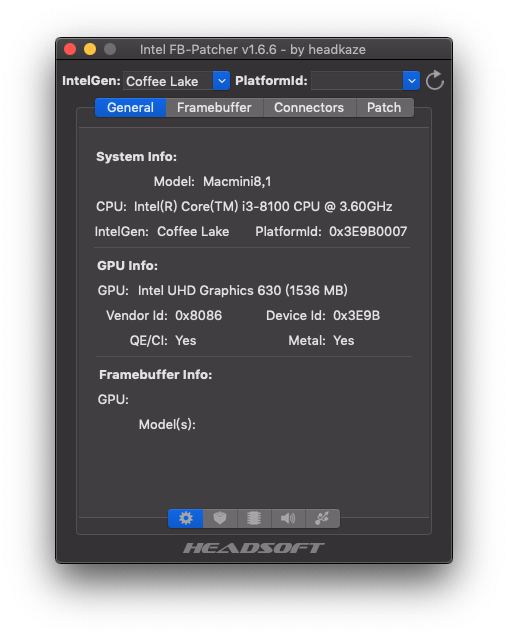 Intel FB-Patcher v1.6.6 - by headkaze
IntelGen: Coffee Lake PlatformId:
General Framebuffer Connectors Patch
System Info:
Model: Macmini8,1
CPU: Intel(R) Core(TM) i3-8100 CPU @ 3.60GHz
IntelGen: Coffee Lake PlatformId: 0x3E9B0007
GPU Info:
GPU: Intel UHD Graphics 630 (1536 MB)
Vendor Id: 0x8086 Device Id: 0x3E9B
QE/CI: Yes Metal: Yes
Framebuffer Info:
GPU:
Model(s):
HEADSOFT